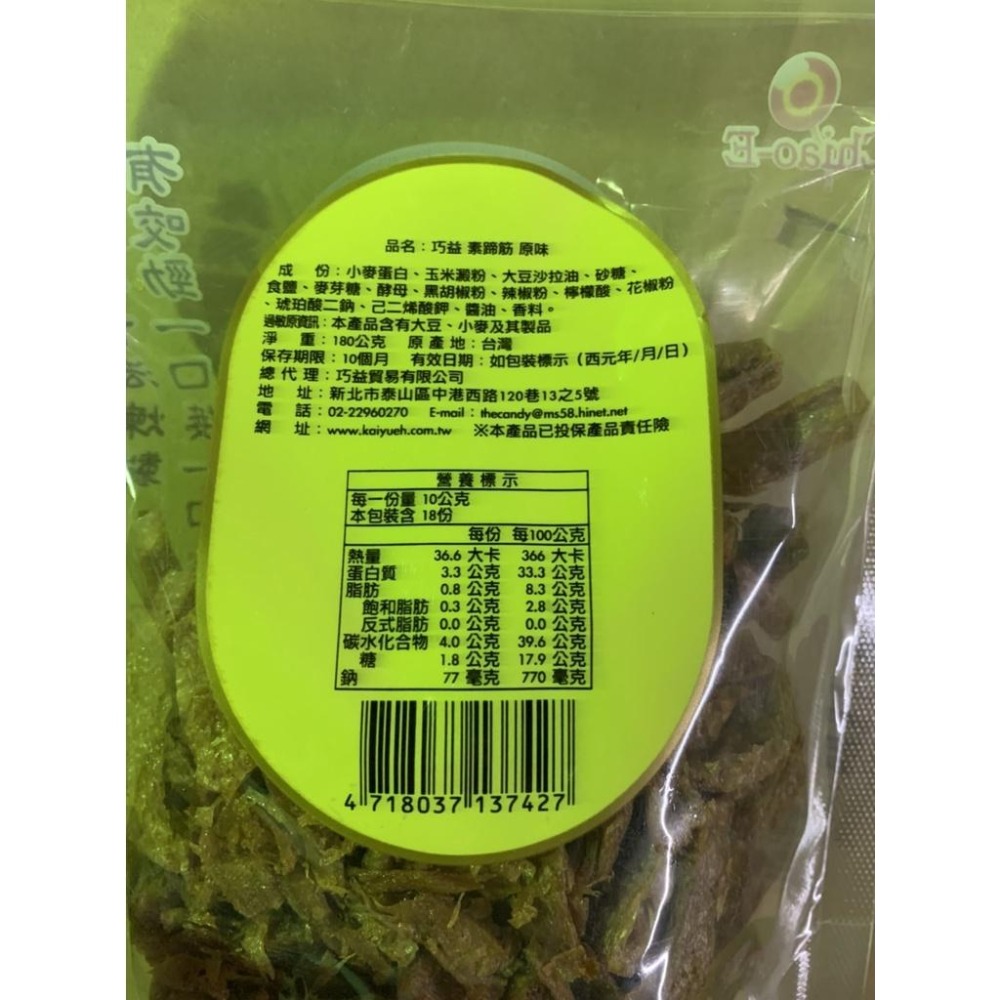 Chiao-E
有咬勁一口
品名：巧益 素蹄筋 原味
成　份：小麥蛋白、玉米澱粉、大豆沙拉油、砂糖、
食鹽、麥芽糖、酵母、黑胡椒粉、辣椒粉、檸檬酸、花椒粉
、琥珀酸二鈉、己二烯酸鉀、醬油、香料。
過敏原資訊：本產品含有大豆、小麥及其製品
淨　重：180公克　原 產 地：台灣
保存期限：10個月　有效日期：如包裝標示（西元年/月/日）
總 代 理：巧益貿易有限公司
地　址：新北市泰山區中港西路120巷13之5號
電　話：02-22960270　E-mail：thecandy@ms58.hinet.net
網　址：www.kaiyueh.com.tw　※本產品已投保產品責任險
營 養 標 示
每一份量 10公克
本包裝含 18份
每份 每100公克
熱量 36.6 大卡 366 大卡
蛋白質 3.3 公克 33.3 公克
脂肪 0.8 公克 8.3 公克
飽和脂肪 0.3 公克 2.8 公克
反式脂肪 0.0 公克 0.0 公克
碳水化合物 4.0 公克 39.6 公克
糖 1.8 公克 17.9 公克
鈉 77 毫克 770 毫克
4 718037 137427